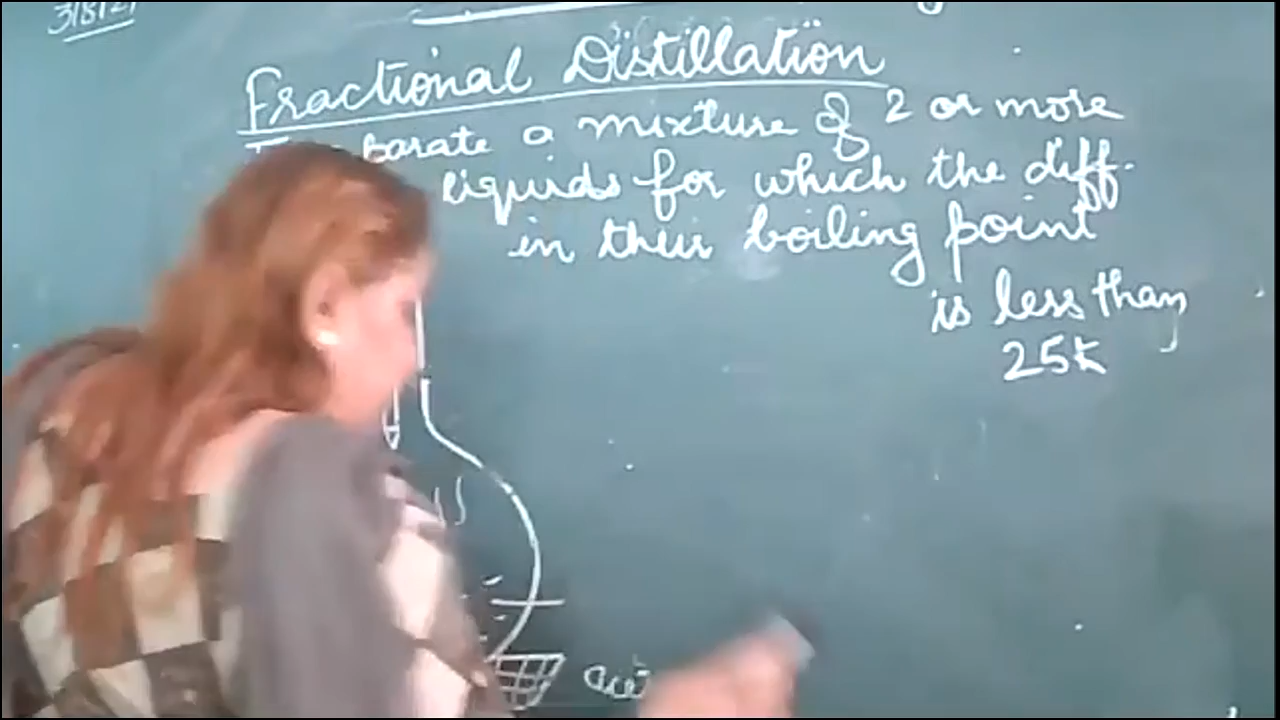 3/8/21
Fractional Distillation
a mixture of 2 or more
liquids for which the diff.
in their boiling point
is less than
25k